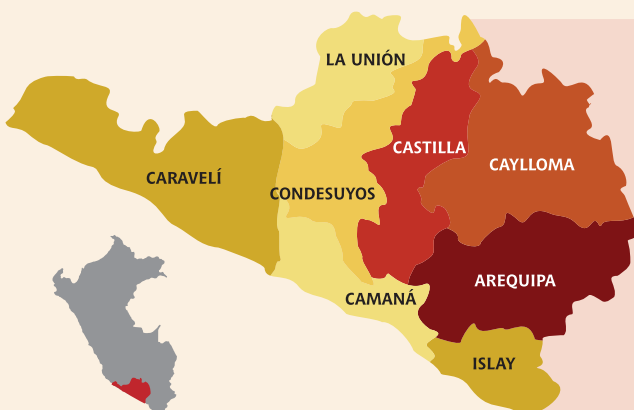 LA UNIÓN
CASTILLA
CAYLLOMA
CARAVELÍ
CONDESUYOS
AREQUIPA
CAMANÁ
ISLAY